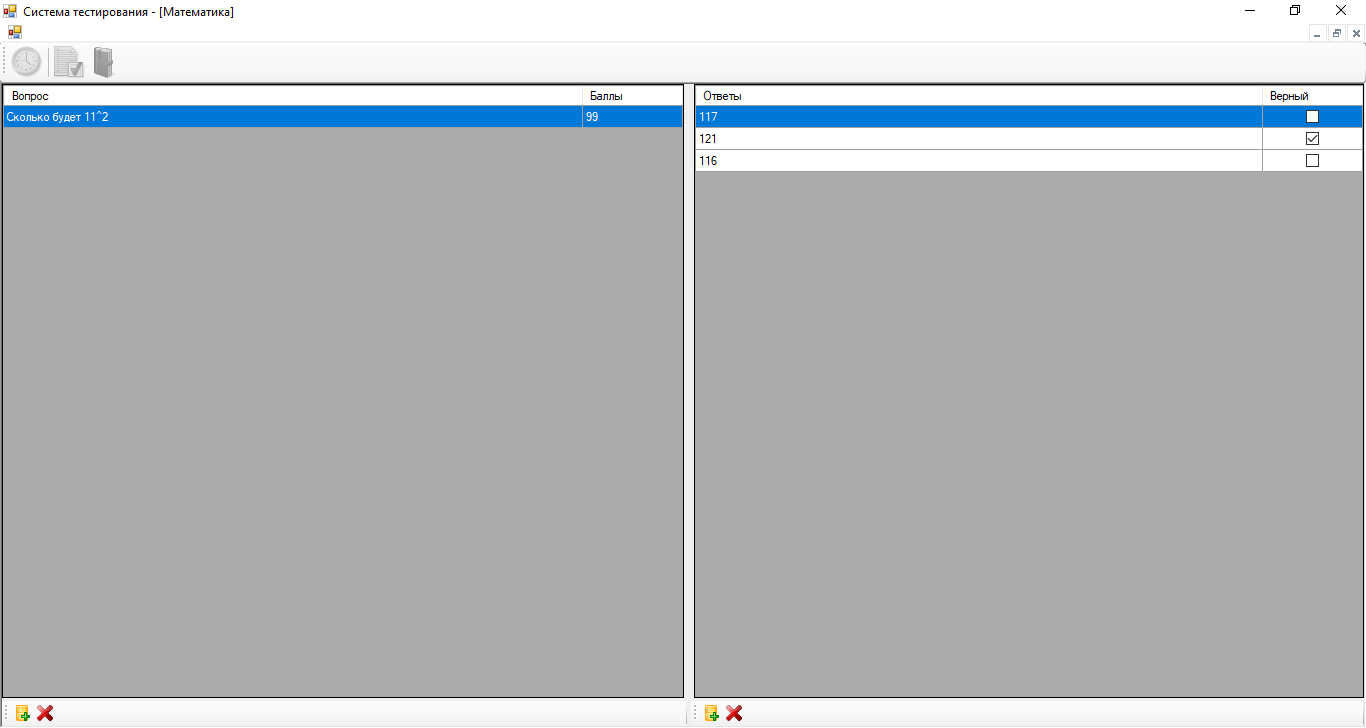 Система тестирования - [Математика]
Вопрос Баллы
Сколько будет 11^2 99
Ответы Верный
117
121
116